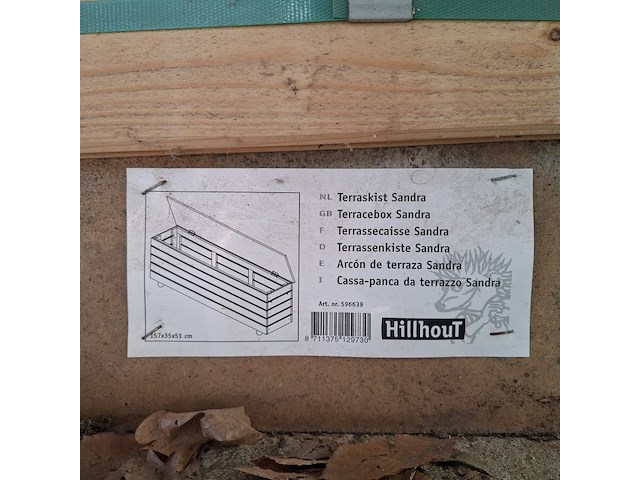 NL Terraskist Sandra
GB Terracebox Sandra
F Terrassecaisse Sandra
D Terrassenkiste Sandra
E Arcón de terraza Sandra
I Cassa-panca da terrazzo Sandra
Art. nr. 596639
8 711375 129730
HillhouT
157x35x51 cm